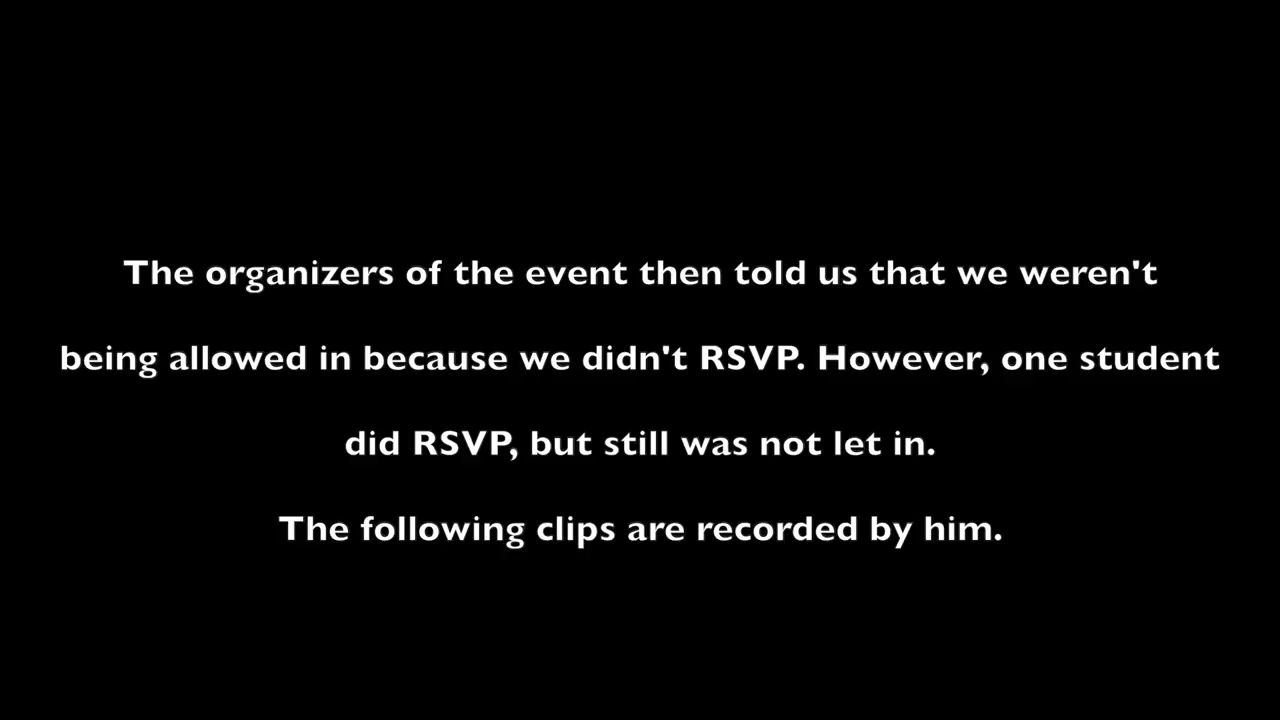 The organizers of the event then told us that we weren't
being allowed in because we didn't RSVP. However, one student
did RSVP, but still was not let in.
The following clips are recorded by him.